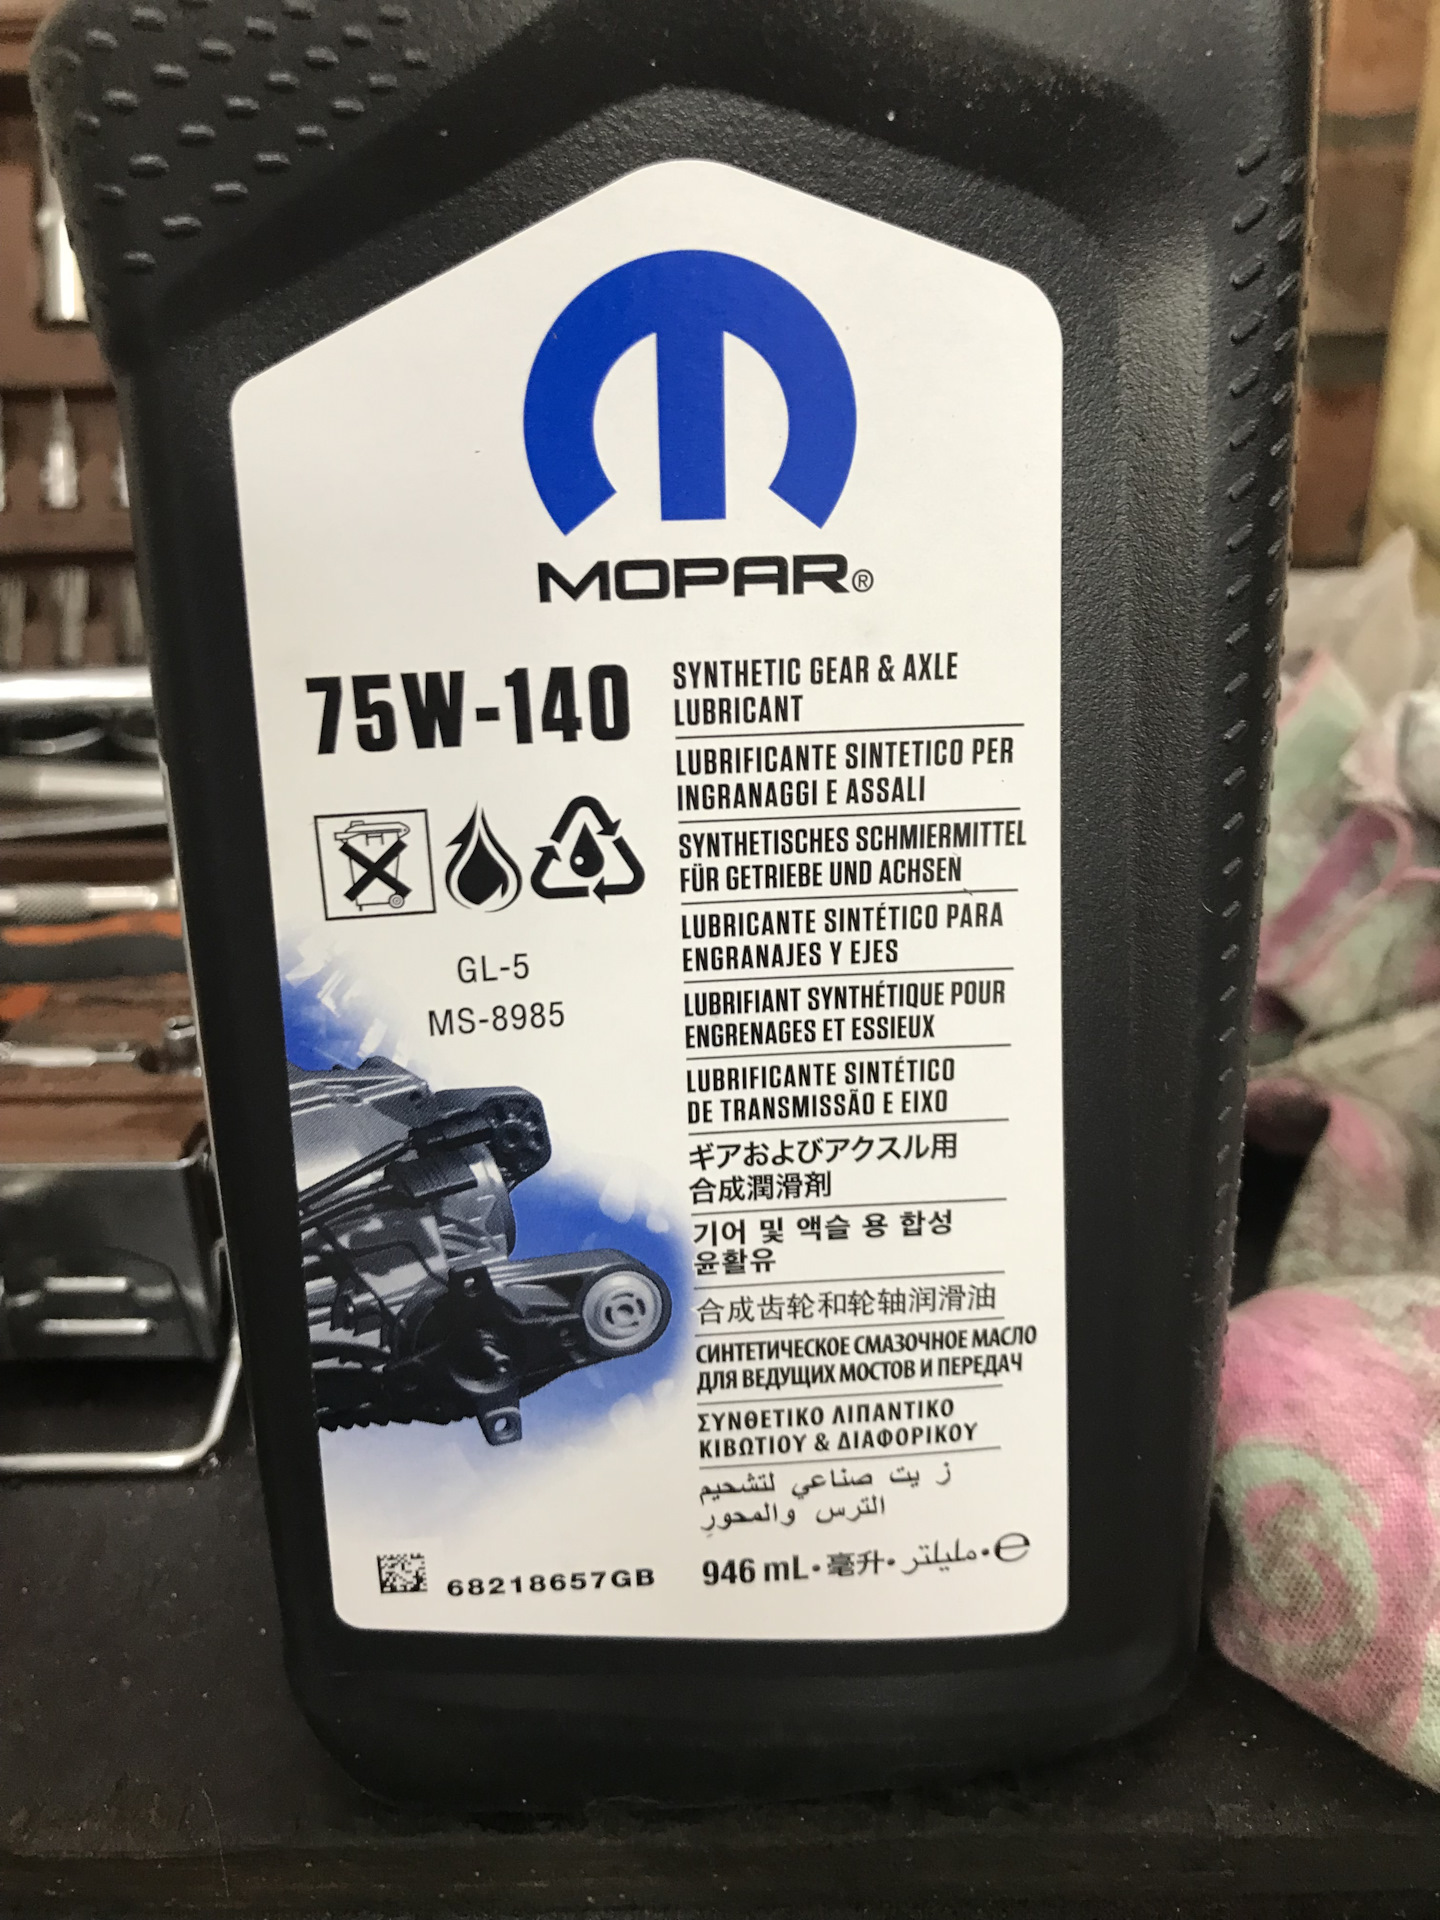 MOPAR®
75W-140
GL-5
MS-8985
SYNTHETIC GEAR & AXLE
LUBRICANT
LUBRIFICANTE SINTETICO PER
INGRANAGGI E ASSALI
SYNTHETISCHES SCHMIERMITTEL
FÜR GETRIEBE UND ACHSEN
LUBRICANTE SINTÉTICO PARA
ENGRANAJES Y EJES
LUBRIFIANT SYNTHÉTIQUE POUR
ENGRENAGES ET ESSIEUX
LUBRIFICANTE SINTÉTICO
DE TRANSMISSÃO E EIXO
ギアおよびアクスル用
合成潤滑剤
기어 및 액슬 용 합성
윤활유
合成齿轮和轮轴润滑油
СИНТЕТИЧЕСКОЕ СМАЗОЧНОЕ МАСЛО
ДЛЯ ВЕДУЩИХ МОСТОВ И ПЕРЕДАЧ
ΣΥΝΘΕΤΙΚΟ ΛΙΠΑΝΤΙΚΟ
ΚΙΒΩΤΙΟΥ & ΔΙΑΦΟΡΙΚΟΥ
ز يت صناعي لتشحيم
الترس والمحورِ
68218657GB
946 mL • 毫升 • مليلتر • ℮